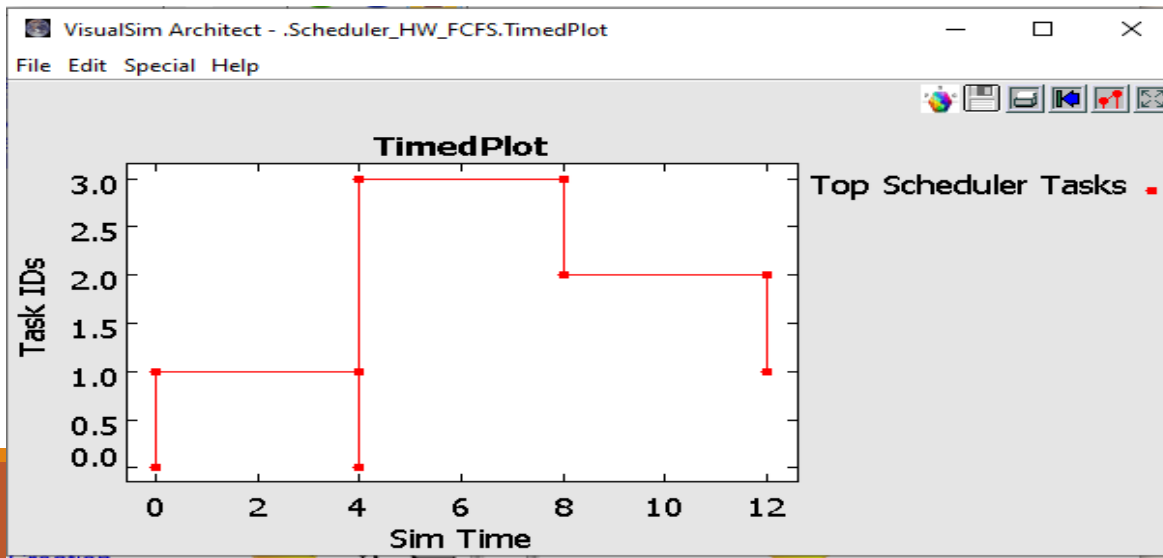 VisualSim Architect - .Scheduler_HW_FCFS.TimedPlot
File Edit Special Help
TimedPlot
Top Scheduler Tasks
3.0
2.5
2.0
1.5
1.0
0.5
0.0
Task IDs
0 2 4 6 8 10 12
Sim Time